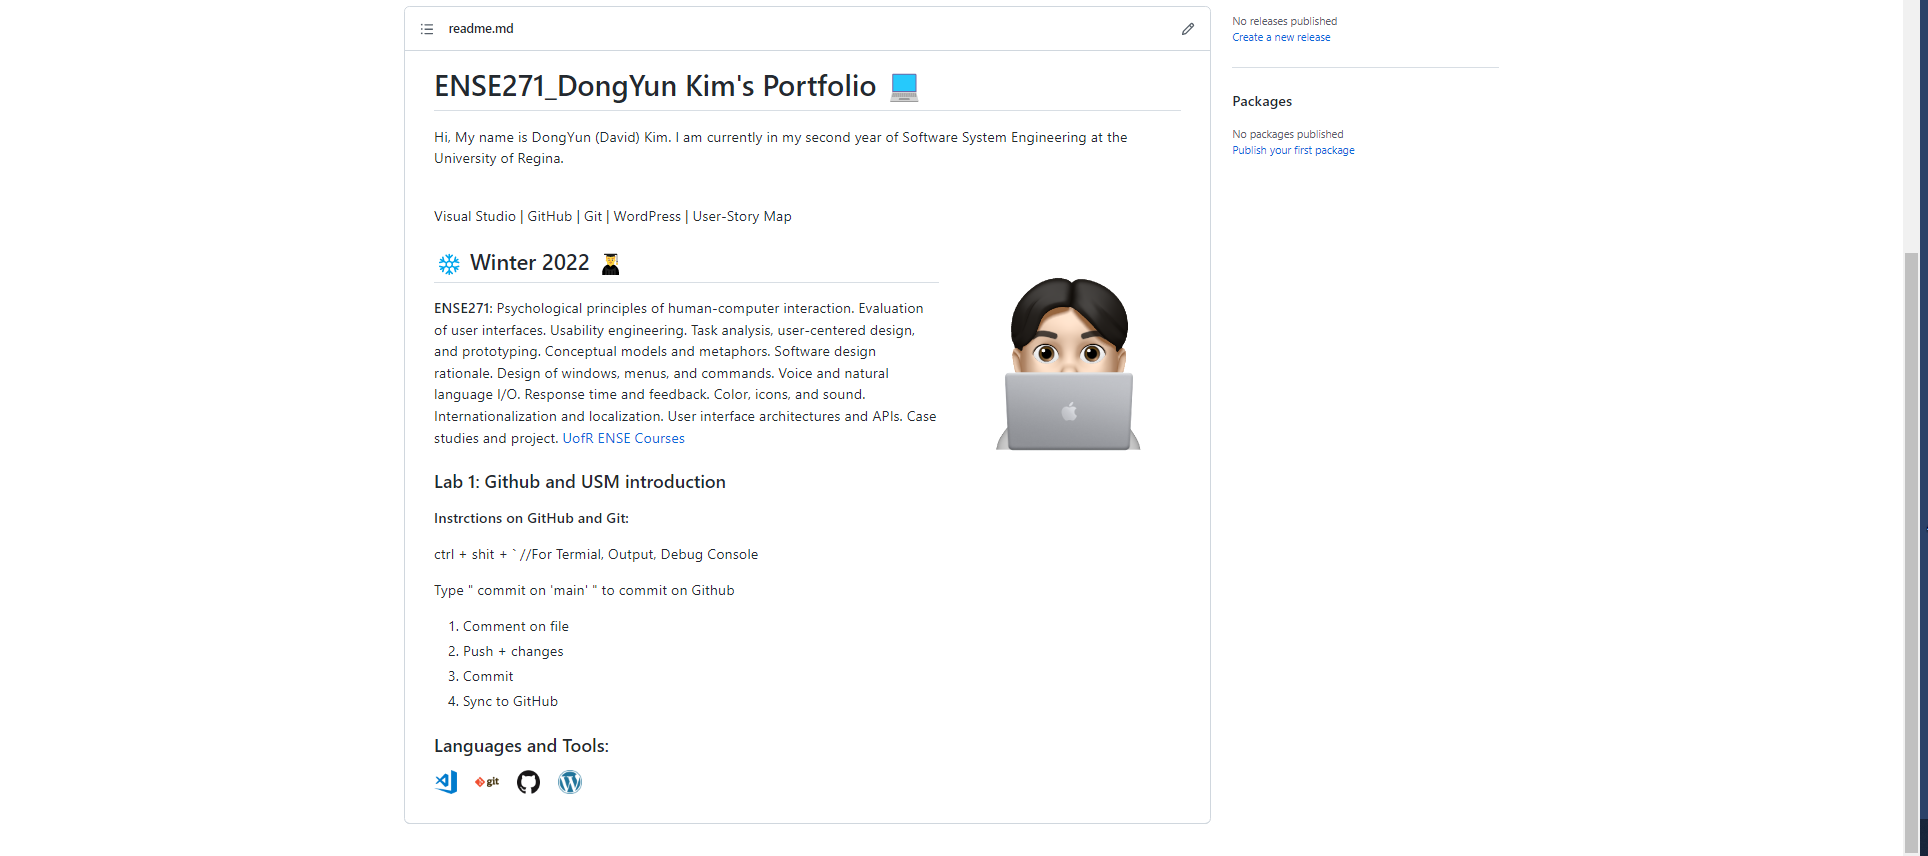 readme.md
ENSE271_DongYun Kim's Portfolio
Hi, My name is DongYun (David) Kim. I am currently in my second year of Software System Engineering at the
University of Regina.
Visual Studio | GitHub | Git | WordPress | User-Story Map
Winter 2022
ENSE271: Psychological principles of human-computer interaction. Evaluation
of user interfaces. Usability engineering. Task analysis, user-centered design,
and prototyping. Conceptual models and metaphors. Software design
rationale. Design of windows, menus, and commands. Voice and natural
language I/O. Response time and feedback. Color, icons, and sound.
Internationalization and localization. User interface architectures and APIs. Case
studies and project. UofR ENSE Courses
Lab 1: Github and USM introduction
Instrctions on GitHub and Git:
ctrl + shit + ` //For Termial, Output, Debug Console
Type " commit on 'main' " to commit on Github
1. Comment on file
2. Push + changes
3. Commit
4. Sync to GitHub
Languages and Tools:
git
No releases published
Create a new release
Packages
No packages published
Publish your first package